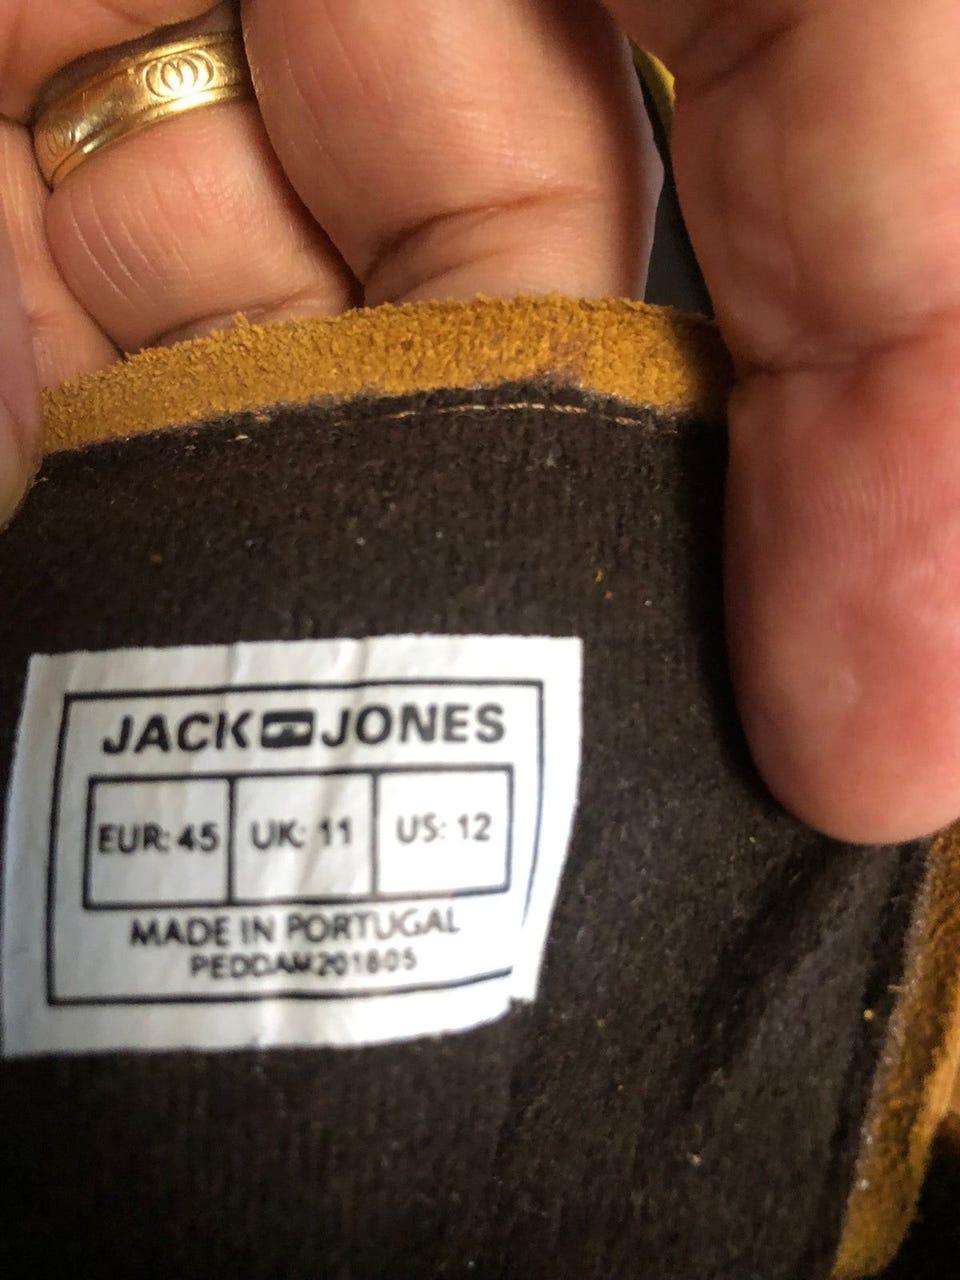 JACK JONES
EUR: 45 UK: 11 US: 12
MADE IN PORTUGAL
PEDDAM201805